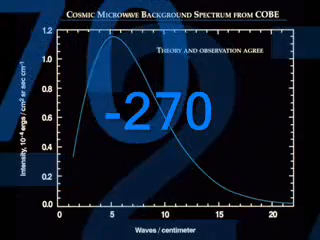 COSMIC MICROWAVE BACKGROUND SPECTRUM FROM COBE
THEORY AND OBSERVATION AGREE
-270
Intensity, 10⁻⁴ ergs / cm² sr sec cm⁻¹
1.2
1.0
0.8
0.6
0.4
0.2
0.0
0 5 10 15 20
Waves / centimeter